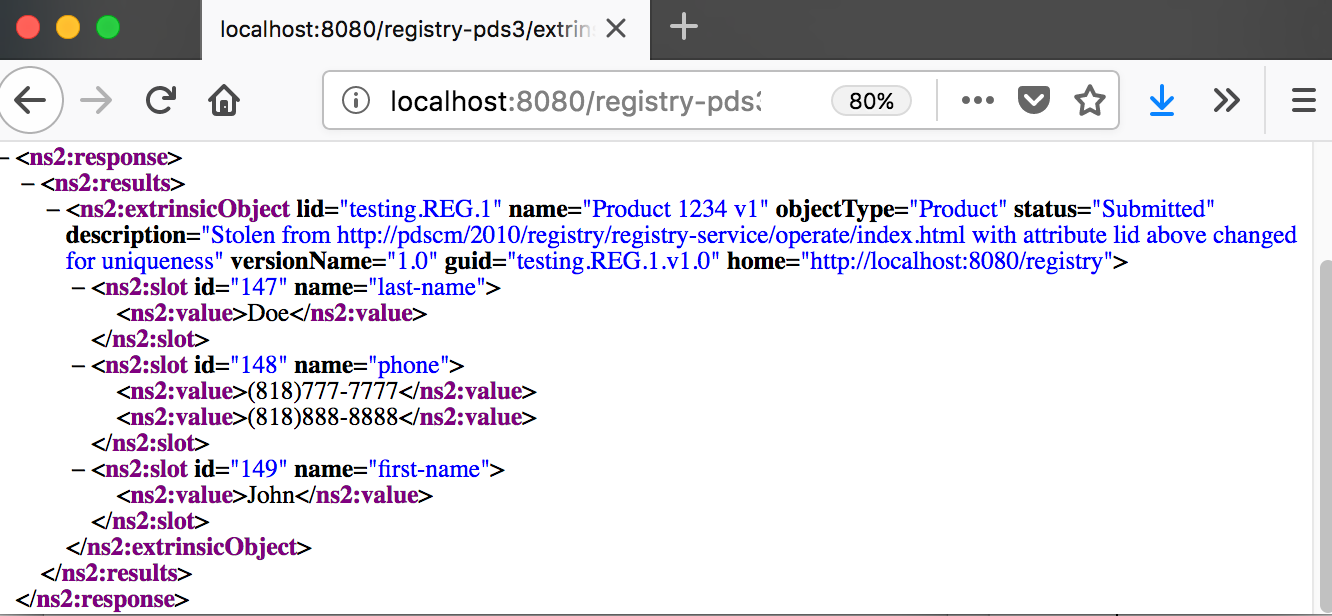 localhost:8080/registry-pds3/extrin
localhost:8080/registry-pds3
80%
– <ns2:response>
– <ns2:results>
– <ns2:extrinsicObject lid="testing.REG.1" name="Product 1234 v1" objectType="Product" status="Submitted"
description="Stolen from http://pdscm/2010/registry/registry-service/operate/index.html with attribute lid above changed
for uniqueness" versionName="1.0" guid="testing.REG.1.v1.0" home="http://localhost:8080/registry">
– <ns2:slot id="147" name="last-name">
<ns2:value>Doe</ns2:value>
</ns2:slot>
– <ns2:slot id="148" name="phone">
<ns2:value>(818)777-7777</ns2:value>
<ns2:value>(818)888-8888</ns2:value>
</ns2:slot>
– <ns2:slot id="149" name="first-name">
<ns2:value>John</ns2:value>
</ns2:slot>
</ns2:extrinsicObject>
</ns2:results>
</ns2:response>